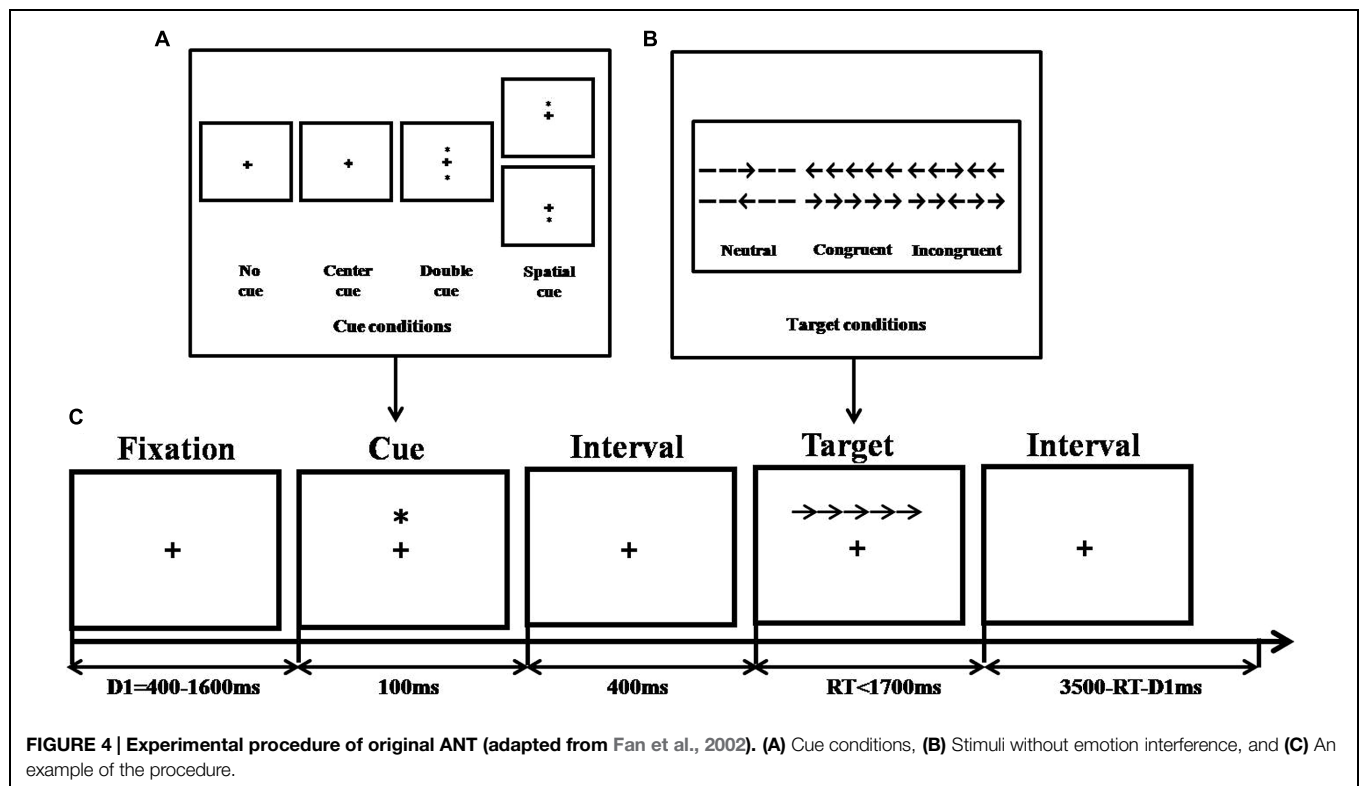 A
B
No cue
Center cue
Double cue
Spatial cue
Cue conditions
Neutral Congruent Incongruent
Target conditions
C
Fixation Cue Interval Target Interval
D1=400-1600ms 100ms 400ms RT<1700ms 3500-RT-D1ms
FIGURE 4 | Experimental procedure of original ANT (adapted from Fan et al., 2002). (A) Cue conditions, (B) Stimuli without emotion interference, and (C) An
example of the procedure.